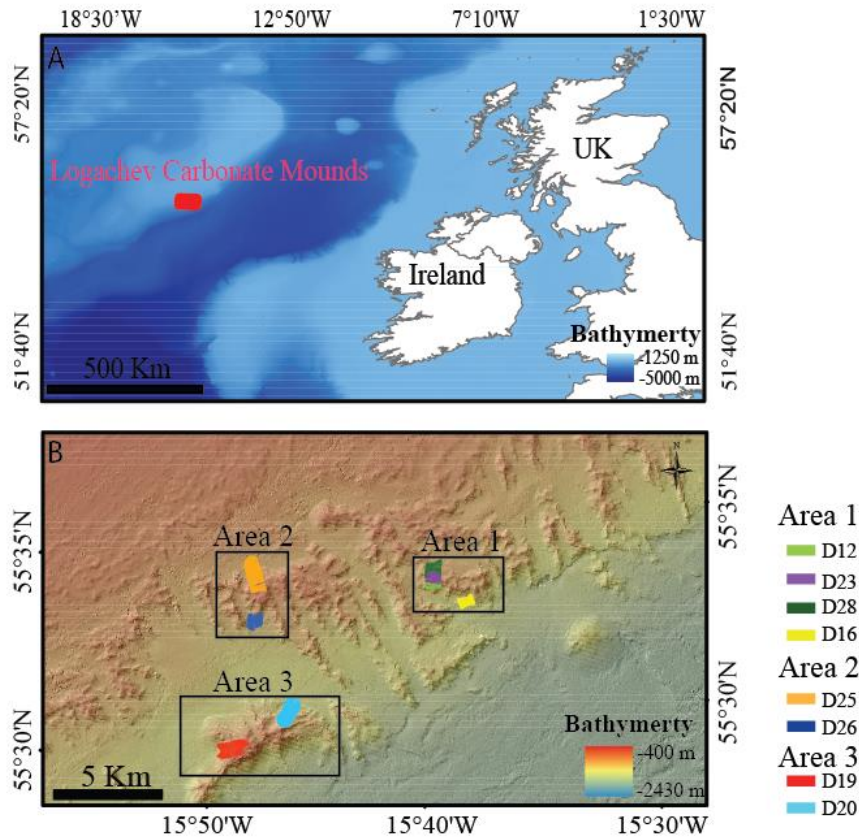 18°30'W 12°50'W 7°10'W 1°30'W
A
57°20'N
57°20'N
Logachev Carbonate Mounds
UK
Ireland
Bathymerty
-1250 m
-5000 m
51°40'N
51°40'N
500 Km
B
N
55°35'N
55°35'N
Area 2
Area 1
Area 3
55°30'N
55°30'N
Bathymerty
-400 m
-2430 m
5 Km
15°50'W 15°40'W 15°30'W
Area 1
D12
D23
D28
D16
Area 2
D25
D26
Area 3
D19
D20